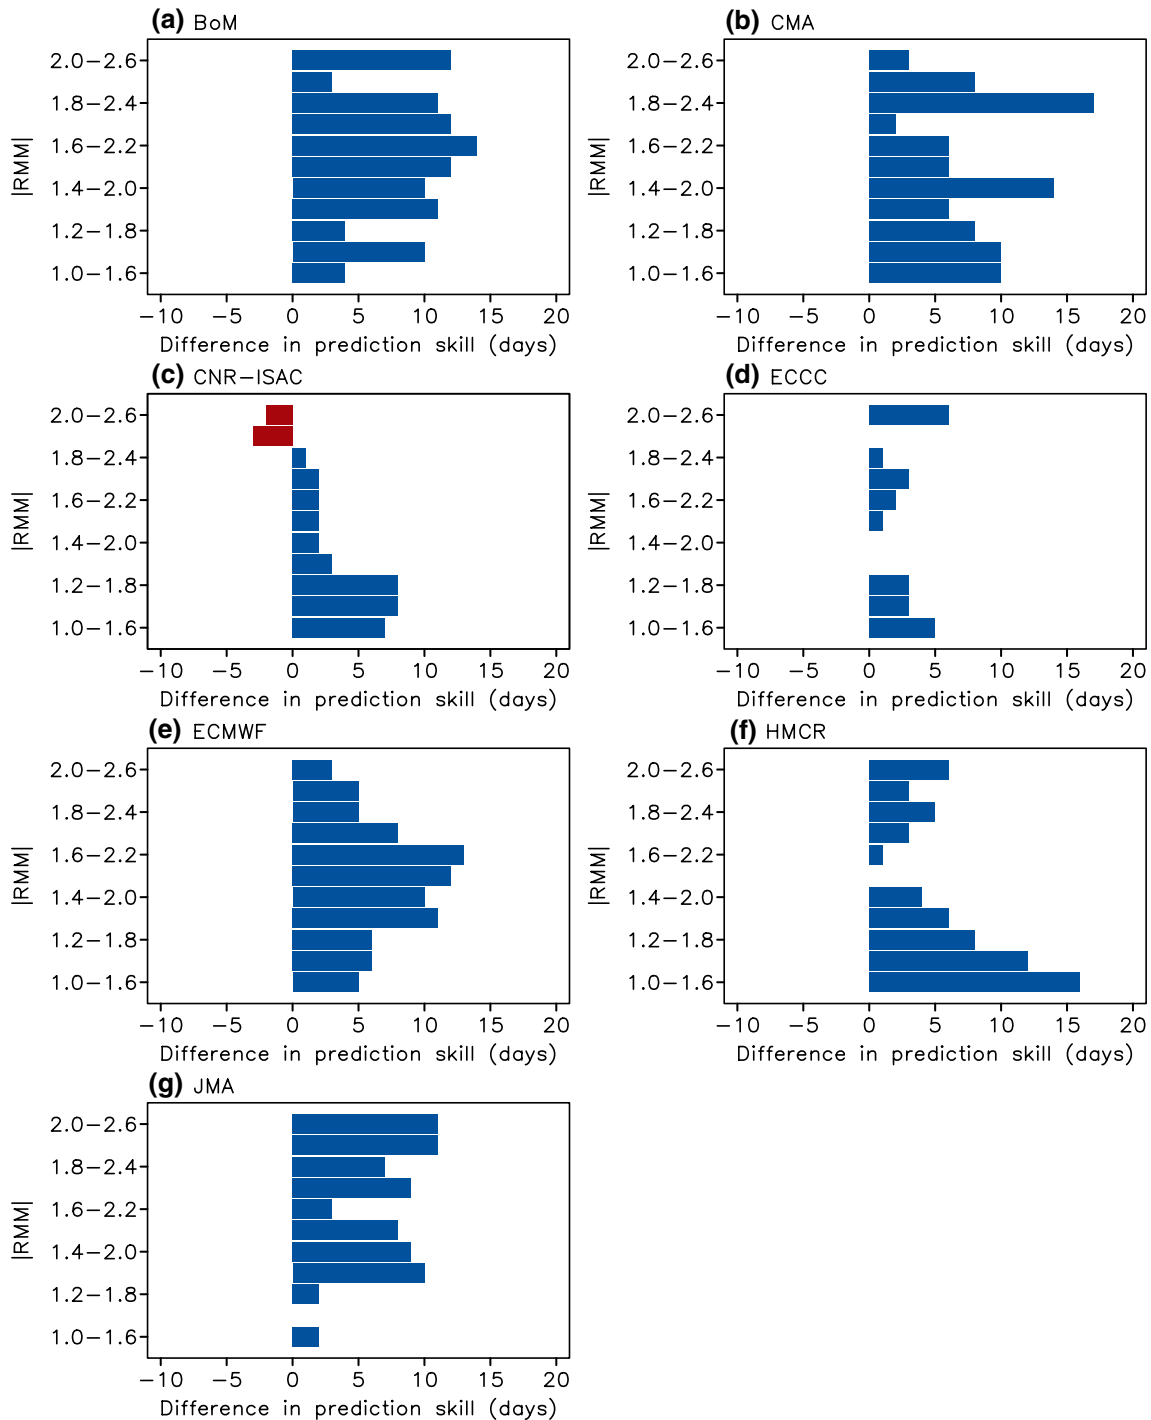 (a) BoM
2.0−2.6
1.8−2.4
1.6−2.2
1.4−2.0
1.2−1.8
1.0−1.6
|RMM|
−10 −5 0 5 10 15 20
Difference in prediction skill (days)
(b) CMA
2.0−2.6
1.8−2.4
1.6−2.2
1.4−2.0
1.2−1.8
1.0−1.6
|RMM|
−10 −5 0 5 10 15 20
Difference in prediction skill (days)
(c) CNR−ISAC
2.0−2.6
1.8−2.4
1.6−2.2
1.4−2.0
1.2−1.8
1.0−1.6
|RMM|
−10 −5 0 5 10 15 20
Difference in prediction skill (days)
(d) ECCC
2.0−2.6
1.8−2.4
1.6−2.2
1.4−2.0
1.2−1.8
1.0−1.6
|RMM|
−10 −5 0 5 10 15 20
Difference in prediction skill (days)
(e) ECMWF
2.0−2.6
1.8−2.4
1.6−2.2
1.4−2.0
1.2−1.8
1.0−1.6
|RMM|
−10 −5 0 5 10 15 20
Difference in prediction skill (days)
(f) HMCR
2.0−2.6
1.8−2.4
1.6−2.2
1.4−2.0
1.2−1.8
1.0−1.6
|RMM|
−10 −5 0 5 10 15 20
Difference in prediction skill (days)
(g) JMA
2.0−2.6
1.8−2.4
1.6−2.2
1.4−2.0
1.2−1.8
1.0−1.6
|RMM|
−10 −5 0 5 10 15 20
Difference in prediction skill (days)